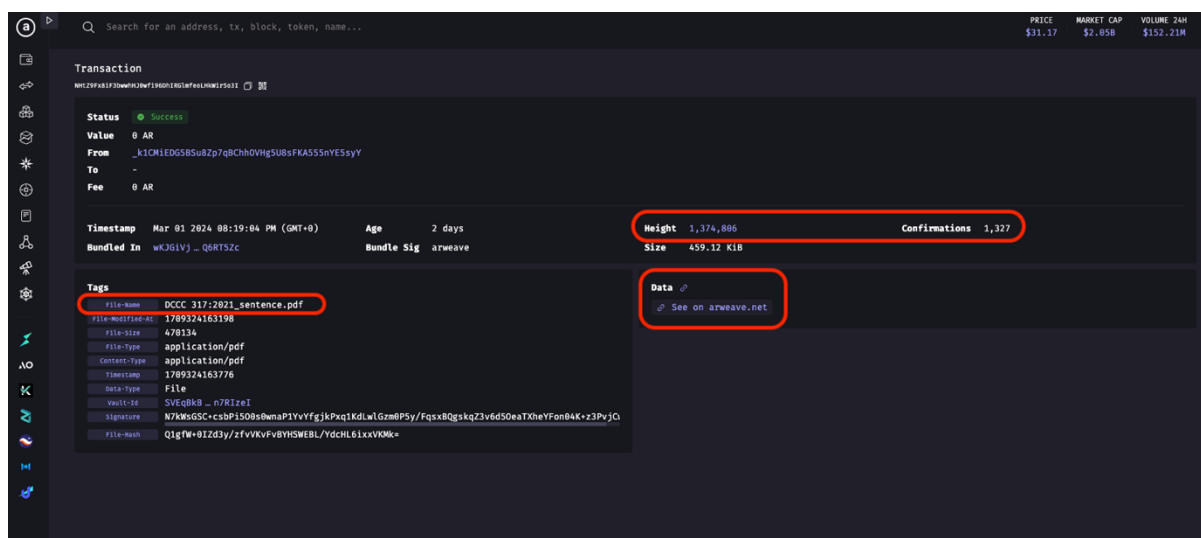 Search for an address, tx, block, token, name...
PRICE MARKET CAP VOLUME 24H
$31.17 $2.05B $152.21M
Transaction
Status Success
Value 0 AR
From _k1CMiEDG5BSu8Zp7qBChhOVHg5U8sFKA555nYE5syY
To -
Fee 0 AR
Timestamp Mar 01 2024 08:19:04 PM (GMT+0) Age 2 days Height 1,374,806 Confirmations 1,327
Bundled In wKJGiVj … Q6RT5Zc Bundle Sig arweave Size 459.12 KiB
Tags
File-Name DCCC 317:2021_sentence.pdf
File-Modified-At 1709324163198
File-Size 470134
File-Type application/pdf
Content-Type application/pdf
Timestamp 1709324163776
Data-Type File
Vault-Id SVEqBkB … n7RIzeI
Signature
File-Hash Q1gfW+0IZd3y/zfvVKvFvBYHSWEBL/YdcHL6ixxVKMk=
Data
See on arweave.net
a
AO